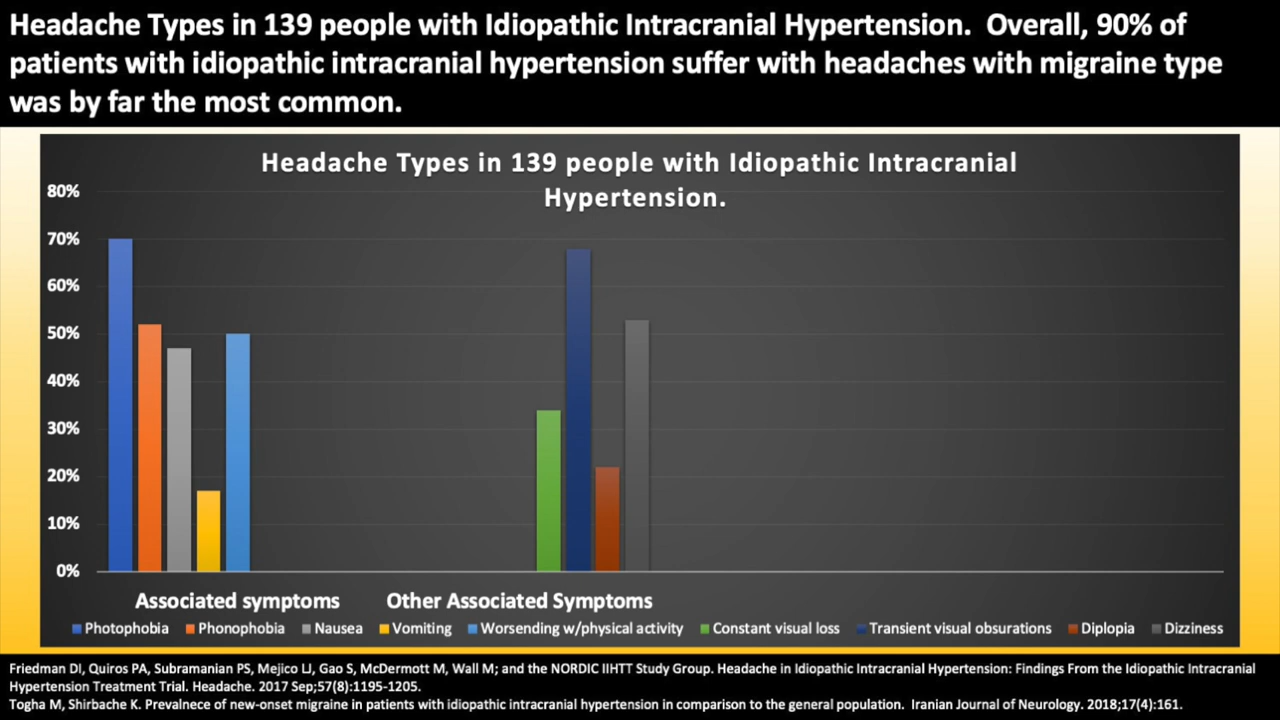 Headache Types in 139 people with Idiopathic Intracranial Hypertension.  Overall, 90% of
patients with idiopathic intracranial hypertension suffer with headaches with migraine type
was by far the most common.
Headache Types in 139 people with Idiopathic Intracranial
Hypertension.
80%
70%
60%
50%
40%
30%
20%
10%
0%
Associated symptoms
Other Associated Symptoms
Photophobia
Phonophobia
Nausea
Vomiting
Worsending w/physical activity
Constant visual loss
Transient visual obsurations
Diplopia
Dizziness
Friedman DI, Quiros PA, Subramanian PS, Mejico LJ, Gao S, McDermott M, Wall M; and the NORDIC IIHTT Study Group. Headache in Idiopathic Intracranial Hypertension: Findings From the Idiopathic Intracranial
Hypertension Treatment Trial. Headache. 2017 Sep;57(8):1195-1205.
Togha M, Shirbache K. Prevalnece of new-onset migraine in patients with idiopathic intracranial hypertension in comparison to the general population.  Iranian Journal of Neurology. 2018;17(4):161.